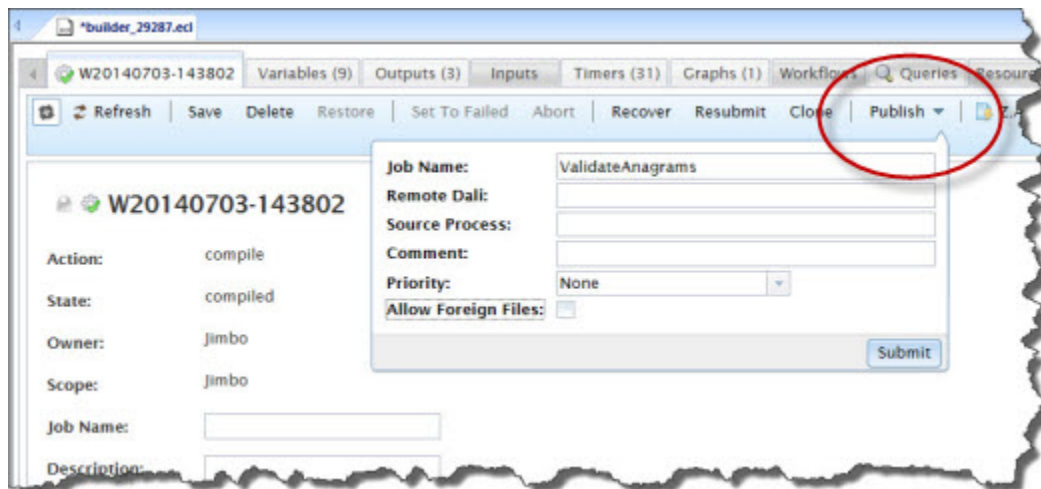 *builder_29287.ecl
W20140703-143802 Variables (9) Outputs (3) Inputs Timers (31) Graphs (1) Workflows Queries Resour
Refresh Save Delete Restore Set To Failed Abort Recover Resubmit Clone Publish Z.A
Job Name: ValidateAnagrams
Remote Dali:
Source Process:
Comment:
Priority: None
Allow Foreign Files:
Submit
W20140703-143802
Action: compile
State: compiled
Owner: Jimbo
Scope: Jimbo
Job Name:
Description: